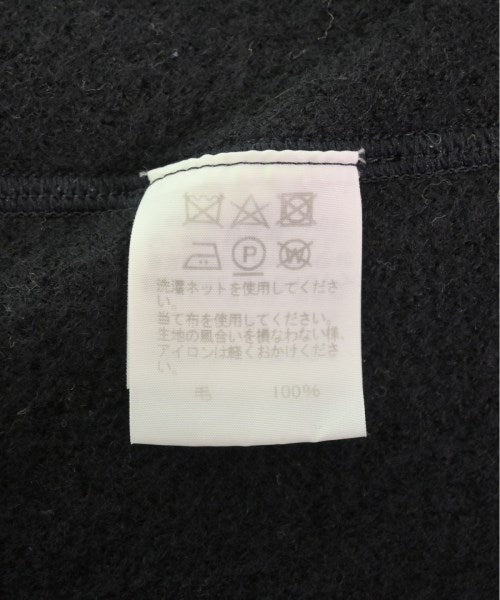 P W
洗濯ネットを使用してくださ
い。
当て布を使用してください。
生地の風合いを損なわない様、
アイロンは軽くおかけください。
毛 100%